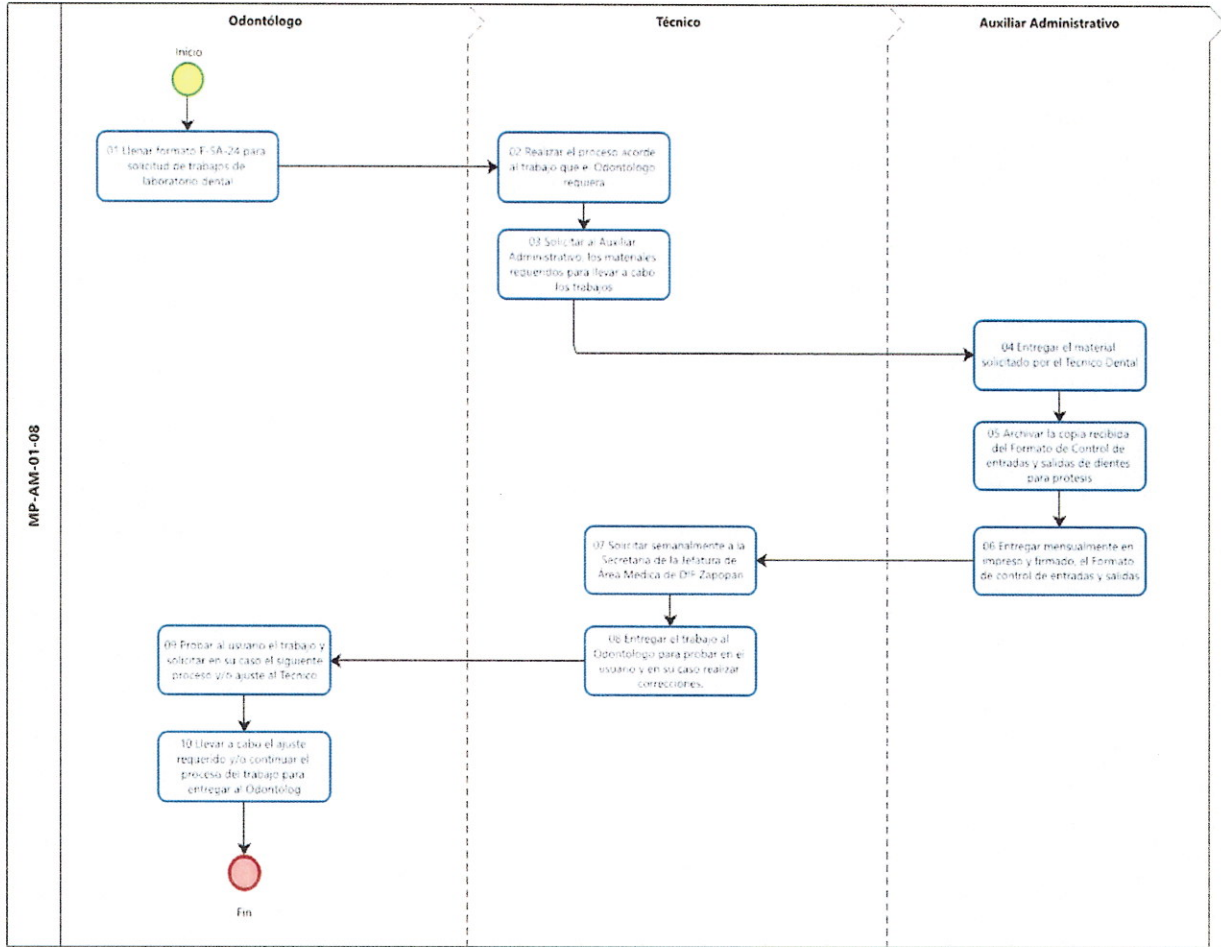 Odontólogo
Técnico
Auxiliar Administrativo
MP-AM-01-08
Inicio
01 Llenar formato F-SA-24 para
solicitud de trabajos de
laboratorio dental
02 Realizar el proceso acorde
al trabajo que el Odontólogo
requiera
03 Solicitar al Auxiliar
Administrativo, los materiales
requeridos para llevar a cabo
los trabajos
04 Entregar el material
solicitado por el Técnico Dental
05 Archivar la copia recibida
del Formato de Control de
entradas y salidas de dientes
para prótesis
06 Entregar mensualmente en
impreso y firmado, el Formato
de control de entradas y salidas
07 Solicitar semanalmente a la
Secretaria de la Jefatura de
Área Médica de DIF Zapopan
08 Entregar el trabajo al
Odontólogo para probar en el
usuario y en su caso realizar
correcciones.
09 Probar al usuario el trabajo y
solicitar en su caso el siguiente
proceso y/o ajuste al Técnico
10 Llevar a cabo el ajuste
requerido y/o continuar el
proceso del trabajo para
entregar al Odontólog
Fin